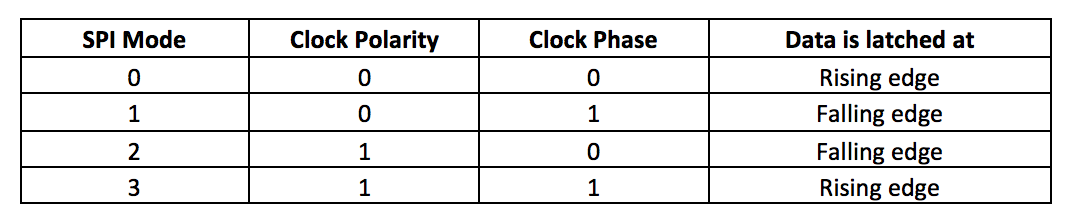 SPI Mode Clock Polarity Clock Phase Data is latched at
0 0 0 Rising edge
1 0 1 Falling edge
2 1 0 Falling edge
3 1 1 Rising edge